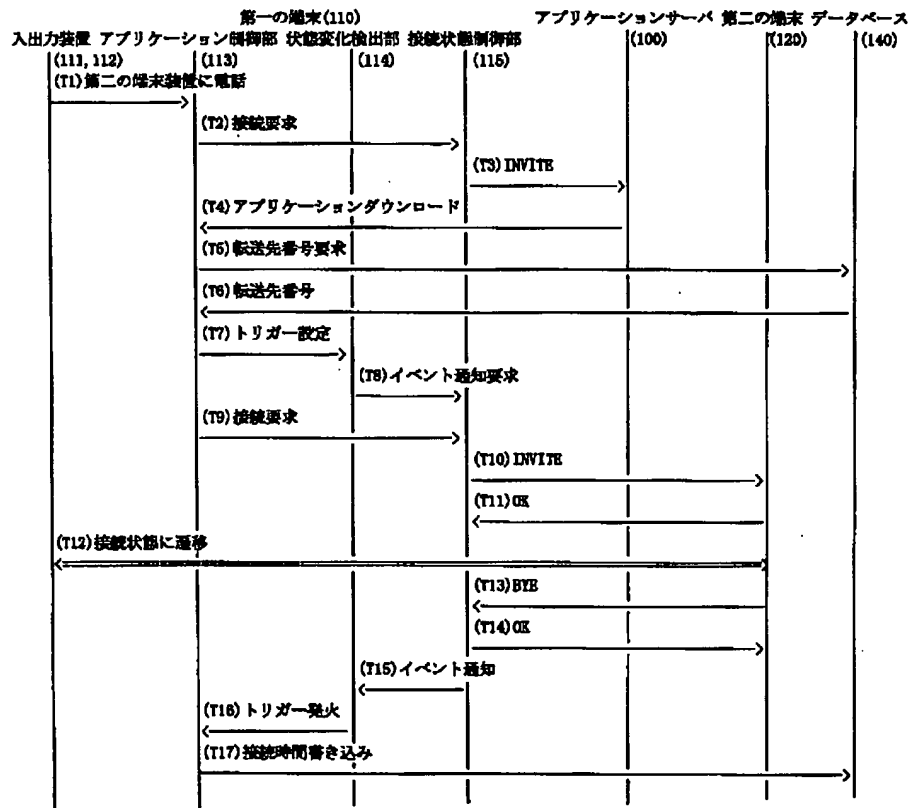 第一の端末(110)
アプリケーションサーバ 第二の端末 データベース
入出力装置 アプリケーション制御部 状態変化検出部 接続状態制御部
(111,112) (113) (114) (115) (100) (120) (140)
(T1)第二の端末装置に電話
(T2)接続要求
(T3)INVITE
(T4)アプリケーションダウンロード
(T5)転送先番号要求
(T6)転送先番号
(T7)トリガー設定
(T8)イベント通知要求
(T9)接続要求
(T10)INVITE
(T11)OK
(T12)接続状態に遷移
(T13)BYE
(T14)OK
(T15)イベント通知
(T16)トリガー発火
(T17)接続時間書き込み